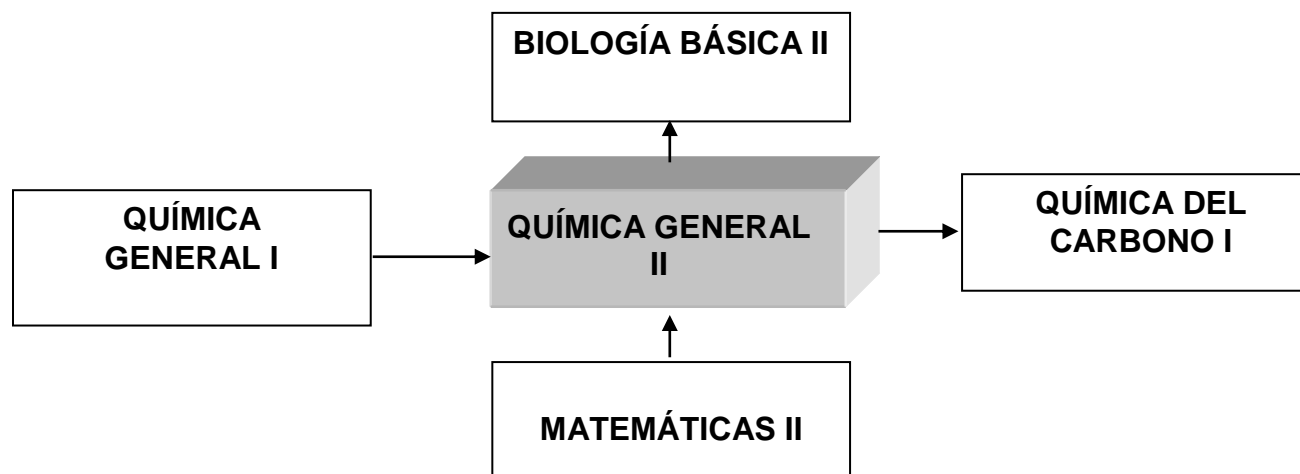 BIOLOGÍA BÁSICA II
QUÍMICA
GENERAL I
QUÍMICA GENERAL
II
QUÍMICA DEL
CARBONO I
MATEMÁTICAS II